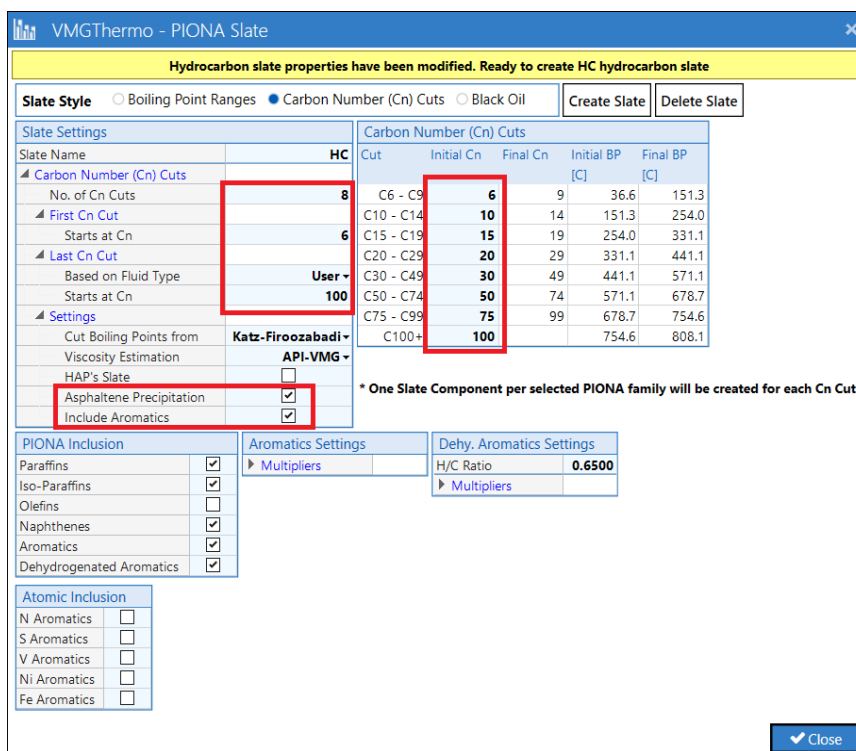 VMGThermo - PIONA Slate
Hydrocarbon slate properties have been modified. Ready to create HC hydrocarbon slate
Slate Style Boiling Point Ranges Carbon Number (Cn) Cuts Black Oil Create Slate Delete Slate
Slate Settings
Slate Name HC
Carbon Number (Cn) Cuts
No. of Cn Cuts 8
First Cn Cut
Starts at Cn 6
Last Cn Cut
Based on Fluid Type User
Starts at Cn 100
Settings
Cut Boiling Points from Katz-Firoozabadi
Viscosity Estimation API-VMG
HAP's Slate
Asphaltene Precipitation
Include Aromatics
Carbon Number (Cn) Cuts
Cut Initial Cn Final Cn Initial BP Final BP
[C] [C]
C6 - C9 6 9 36.6 151.3
C10 - C14 10 14 151.3 254.0
C15 - C19 15 19 254.0 331.1
C20 - C29 20 29 331.1 441.1
C30 - C49 30 49 441.1 571.1
C50 - C74 50 74 571.1 678.7
C75 - C99 75 99 678.7 754.6
C100+ 100 754.6 808.1
* One Slate Component per selected PIONA family will be created for each Cn Cut
PIONA Inclusion
Paraffins
Iso-Paraffins
Olefins
Naphthenes
Aromatics
Dehydrogenated Aromatics
Aromatics Settings
Multipliers
Dehy. Aromatics Settings
H/C Ratio 0.6500
Multipliers
Atomic Inclusion
N Aromatics
S Aromatics
V Aromatics
Ni Aromatics
Fe Aromatics
Close